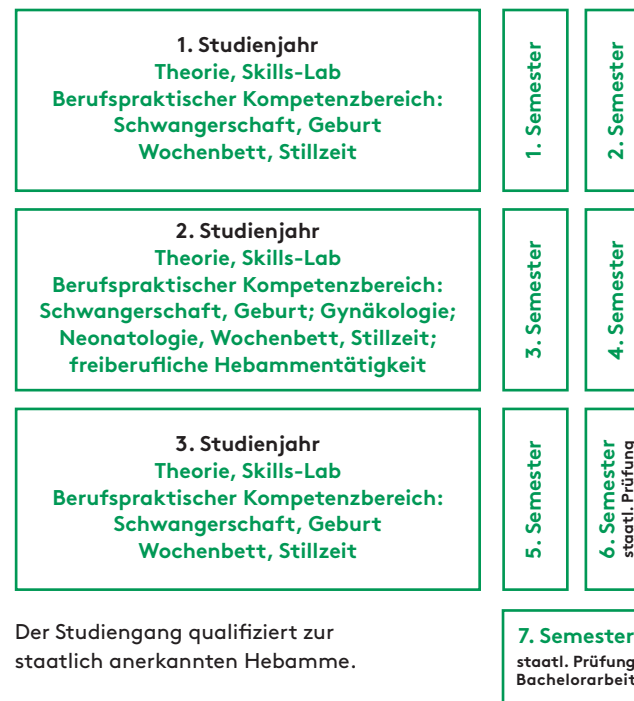 1. Studienjahr
Theorie, Skills-Lab
Berufspraktischer Kompetenzbereich:
Schwangerschaft, Geburt
Wochenbett, Stillzeit
1. Semester
2. Semester
2. Studienjahr
Theorie, Skills-Lab
Berufspraktischer Kompetenzbereich:
Schwangerschaft, Geburt; Gynäkologie;
Neonatologie, Wochenbett, Stillzeit;
freiberufliche Hebammentätigkeit
3. Semester
4. Semester
3. Studienjahr
Theorie, Skills-Lab
Berufspraktischer Kompetenzbereich:
Schwangerschaft, Geburt
Wochenbett, Stillzeit
5. Semester
6. Semester
staatl. Prüfung
Der Studiengang qualifiziert zur
staatlich anerkannten Hebamme.
7. Semester
staatl. Prüfung
Bachelorarbeit